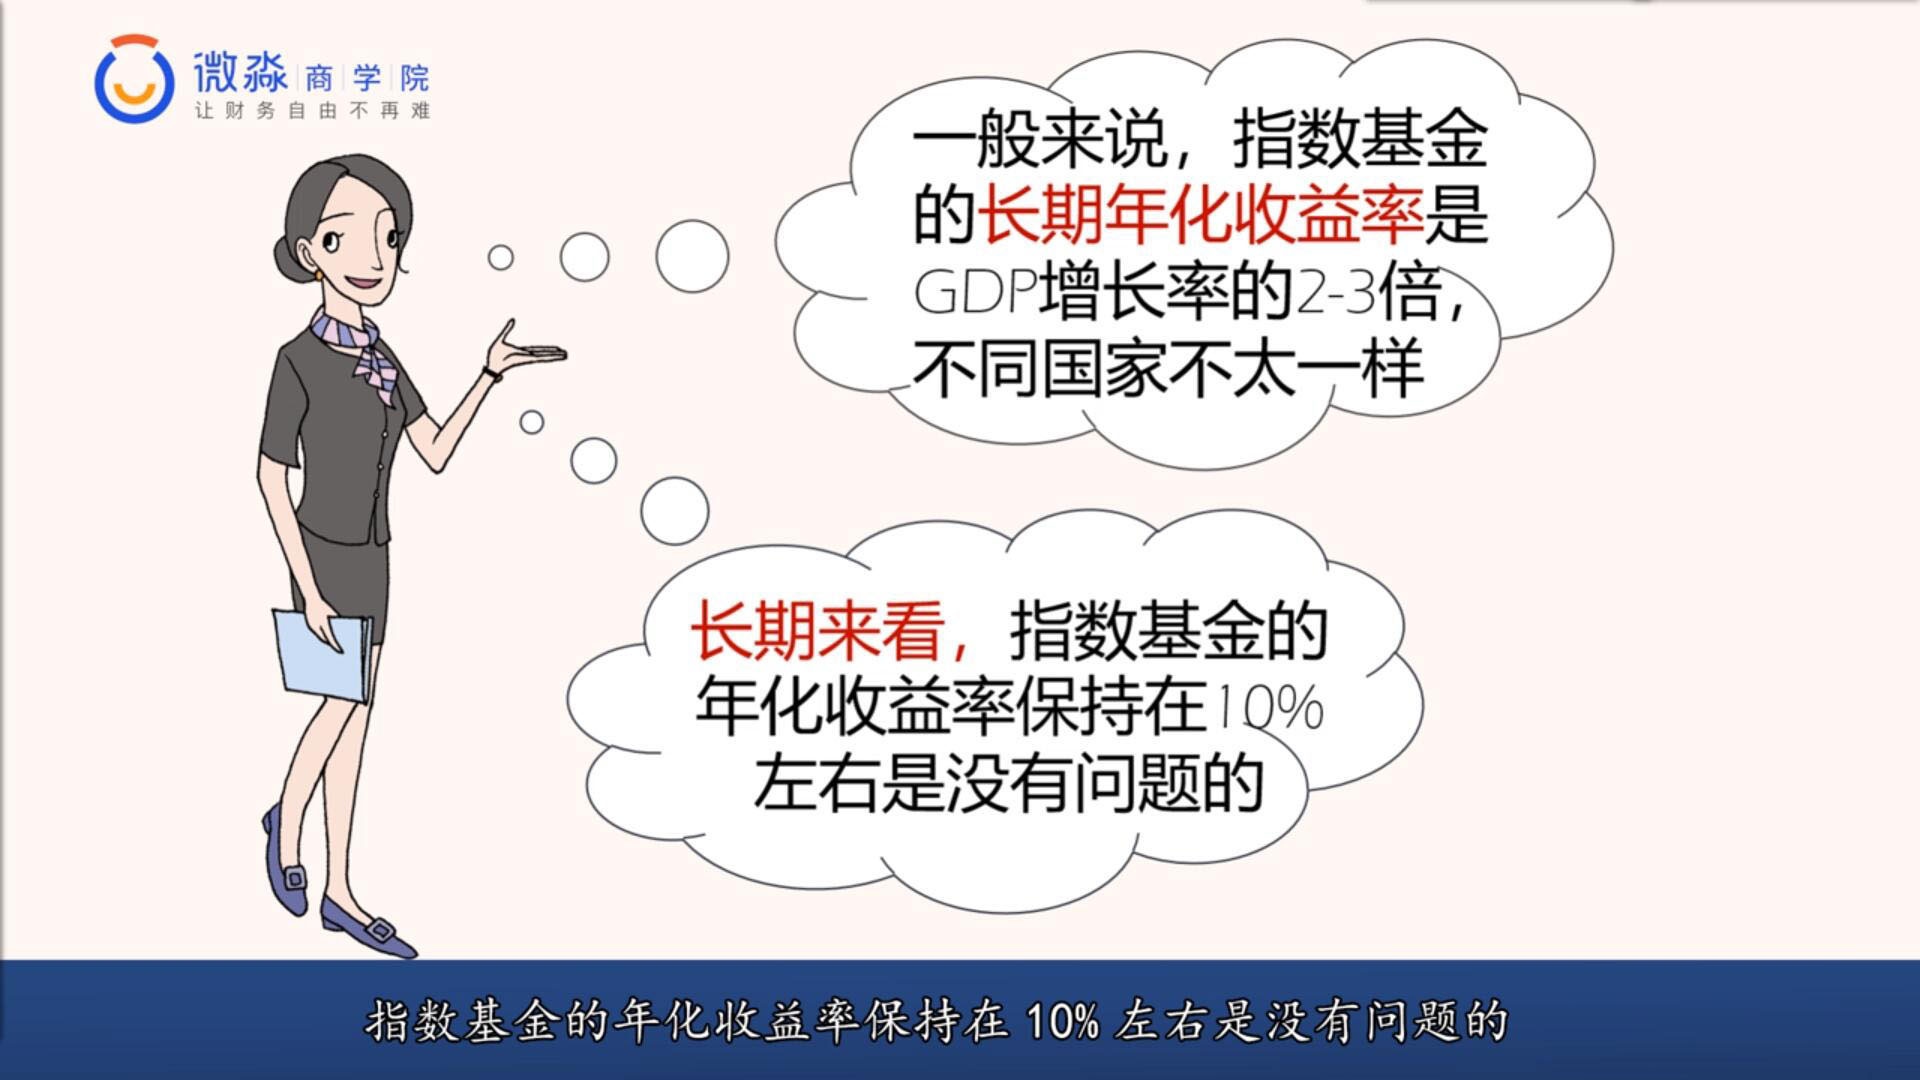 微淼 商 学 院
让财务自由不再难
一般来说，指数基金
的长期年化收益率是
GDP增长率的2-3倍，
不同国家不太一样
长期来看，指数基金的
年化收益率保持在10%
左右是没有问题的
指数基金的年化收益率保持在 10% 左右是没有问题的